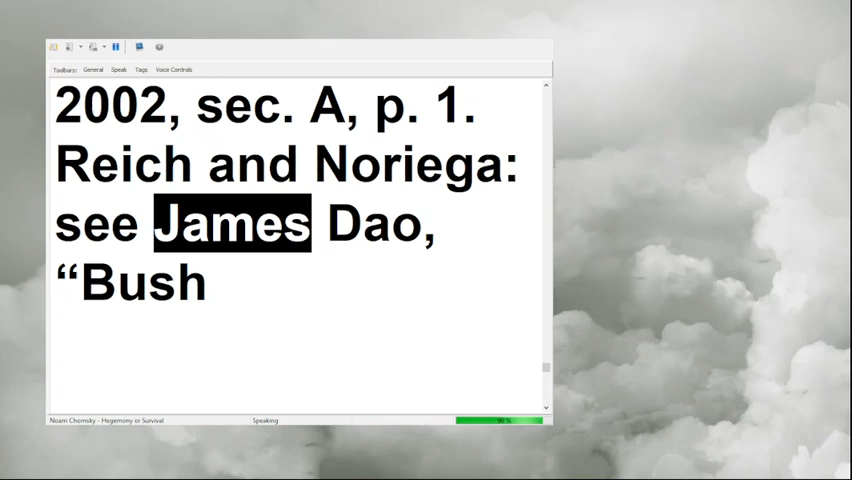 Toolbars: General Speak Tags Voice Controls
2002, sec. A, p. 1.
Reich and Noriega:
see James Dao,
“Bush
Noam Chomsky - Hegemony or Survival Speaking 90 %